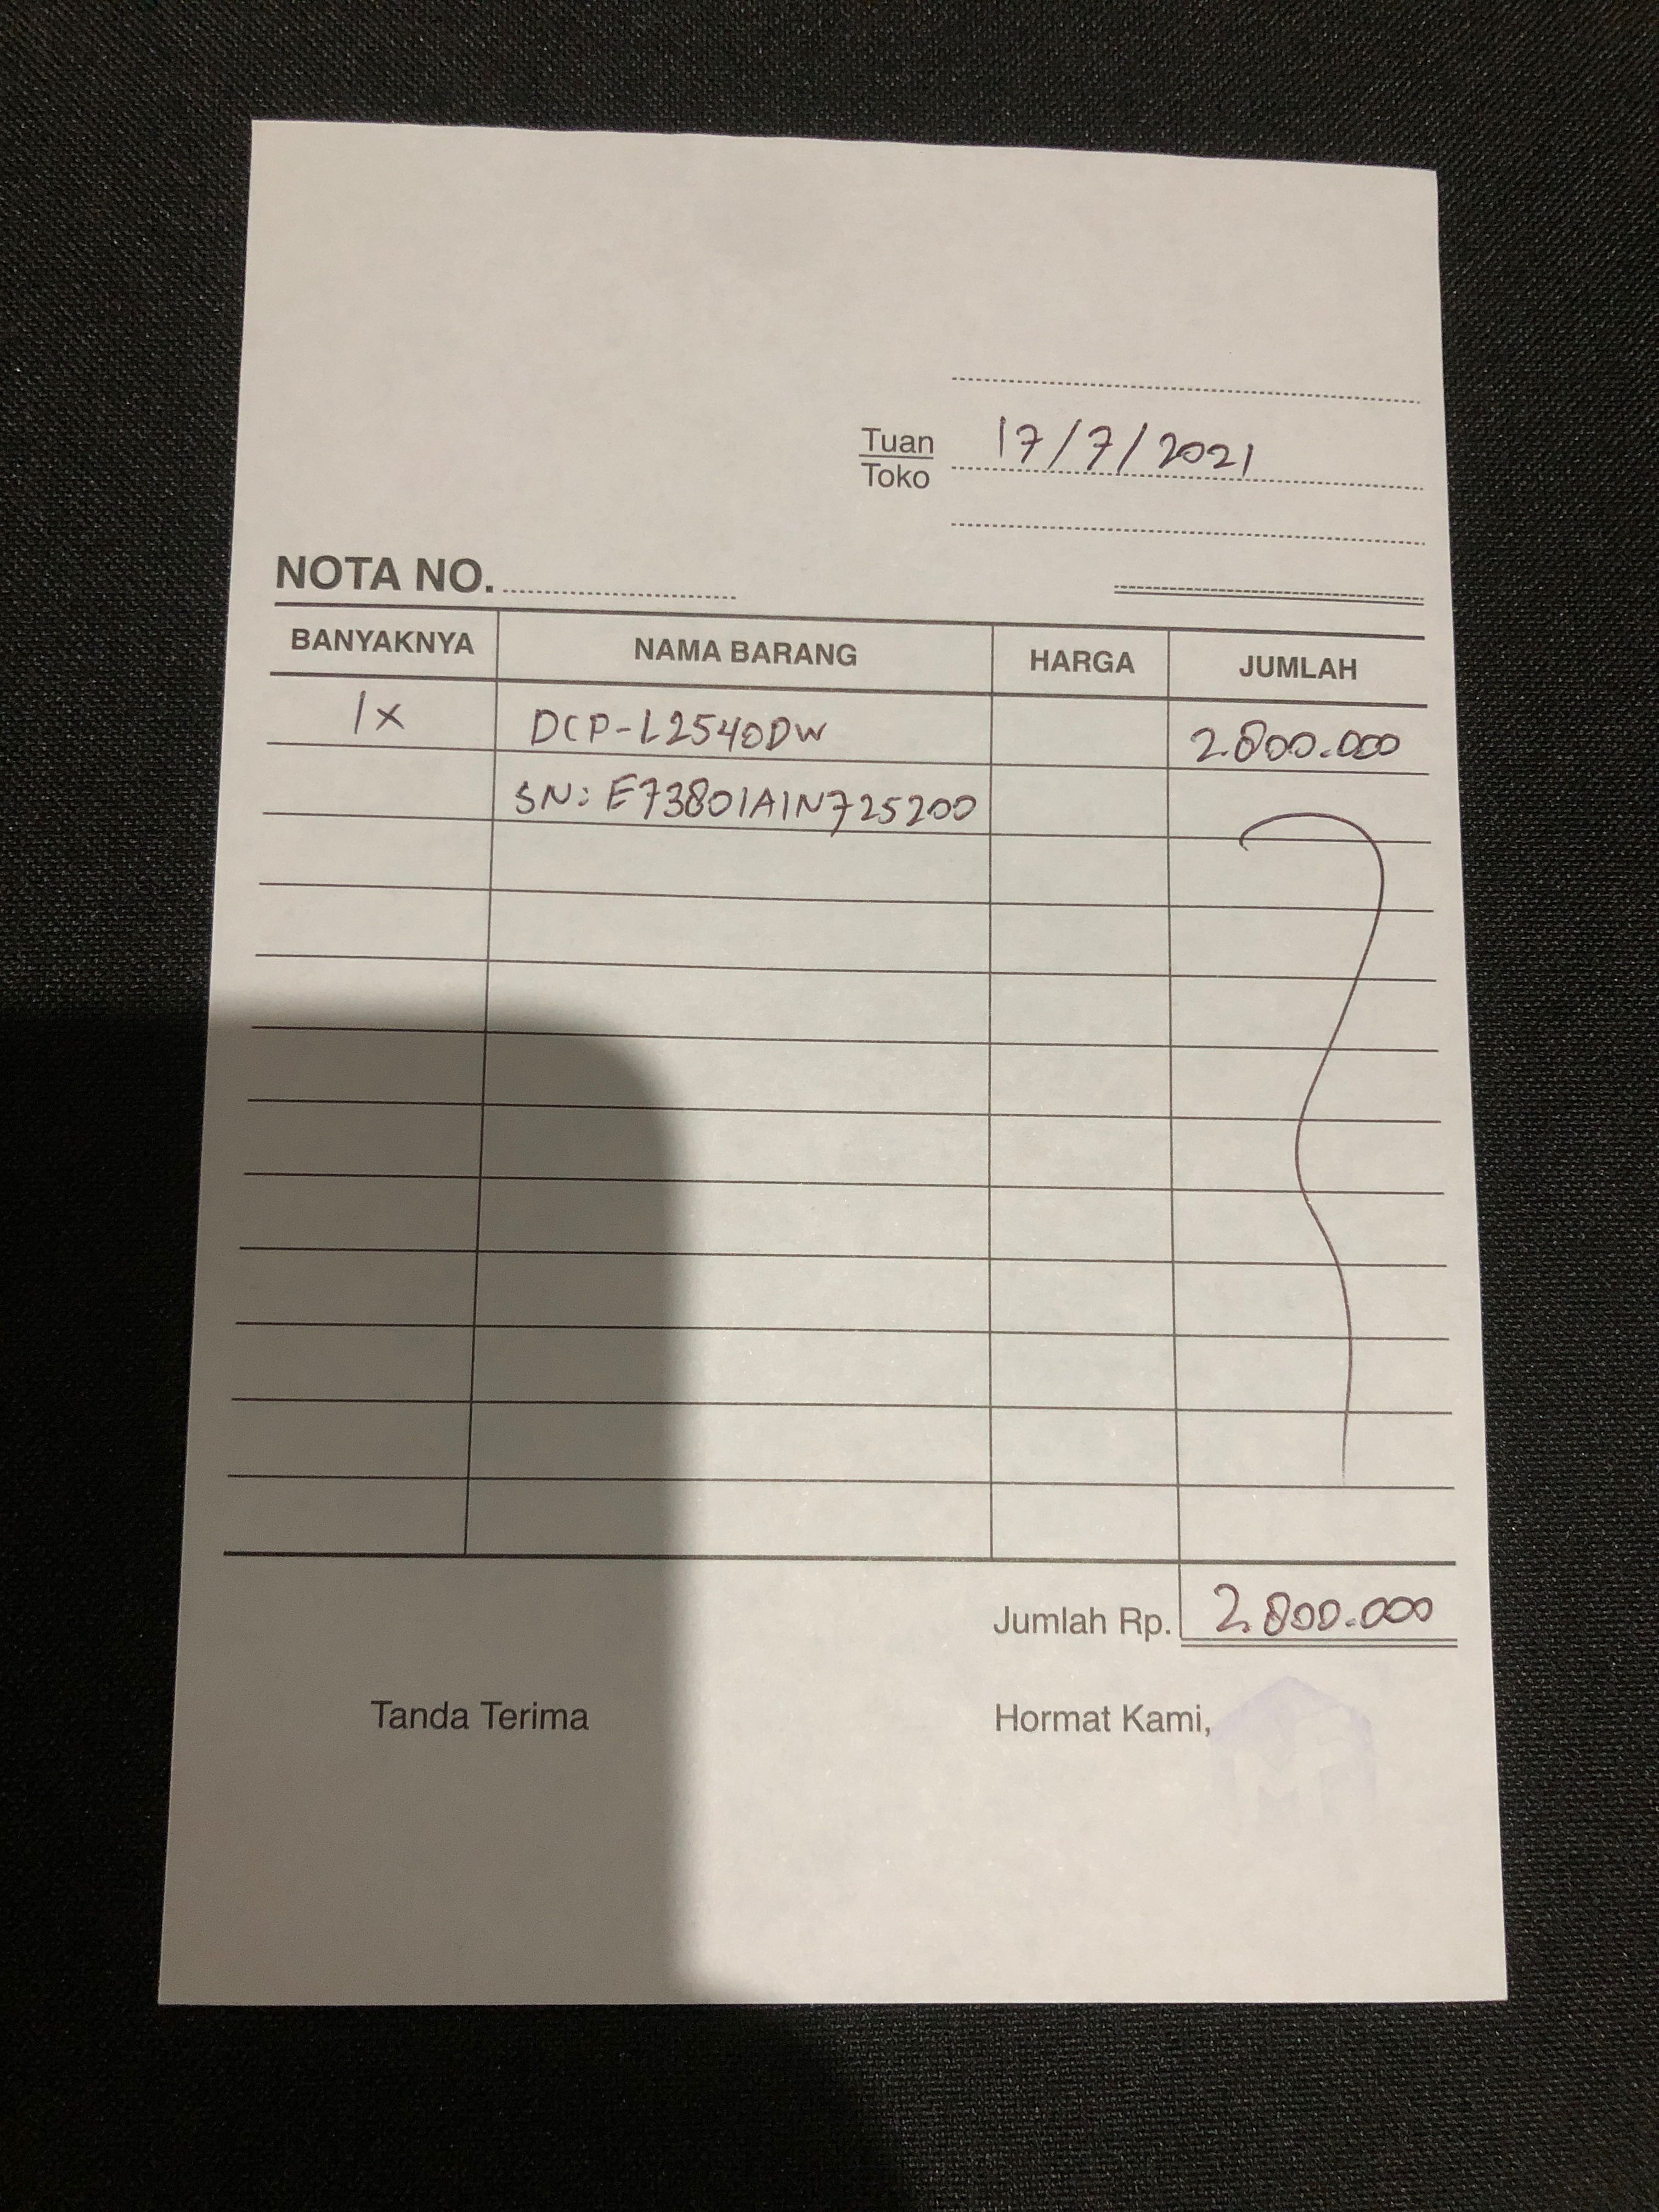 Tuan 17/7/2021
Toko
NOTA NO.
BANYAKNYA NAMA BARANG HARGA JUMLAH
1x DCP-L2540DW 2.800.000
SN: E73801A1N725200
Jumlah Rp. 2.800.000
Tanda Terima Hormat Kami,